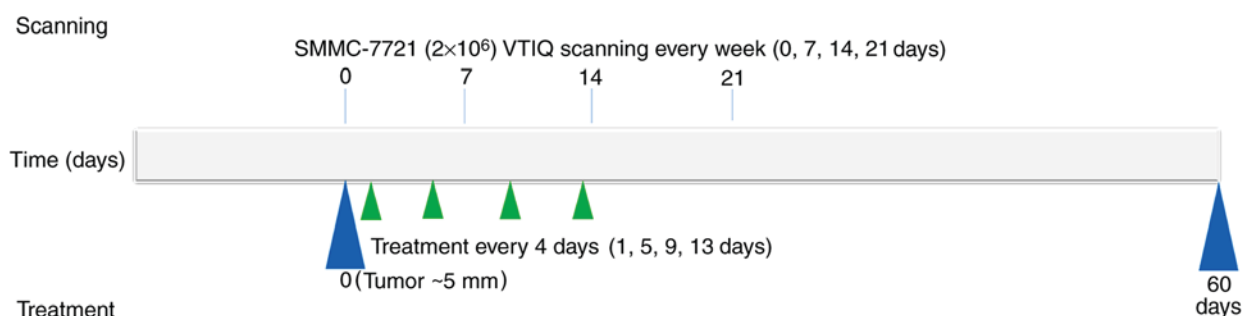 Scanning
SMMC-7721 (2×10⁶) VTIQ scanning every week (0, 7, 14, 21 days)
0 7 14 21
Time (days)
Treatment every 4 days (1, 5, 9, 13 days)
0 (Tumor ~5 mm)
60
days
Treatment